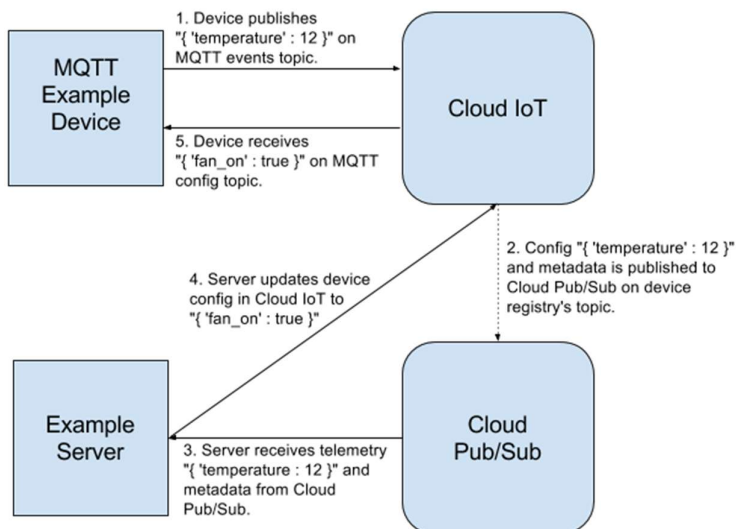 1. Device publishes
"{ 'temperature' : 12 }" on
MQTT events topic.
MQTT
Example
Device
Cloud IoT
5. Device receives
"{ 'fan_on' : true }" on MQTT
config topic.
2. Config "{ 'temperature' : 12 }"
and metadata is published to
Cloud Pub/Sub on device
registry's topic.
4. Server updates device
config in Cloud IoT to
"{ 'fan_on' : true }"
Example
Server
Cloud
Pub/Sub
3. Server receives telemetry
"{ 'temperature : 12 }" and
metadata from Cloud
Pub/Sub.